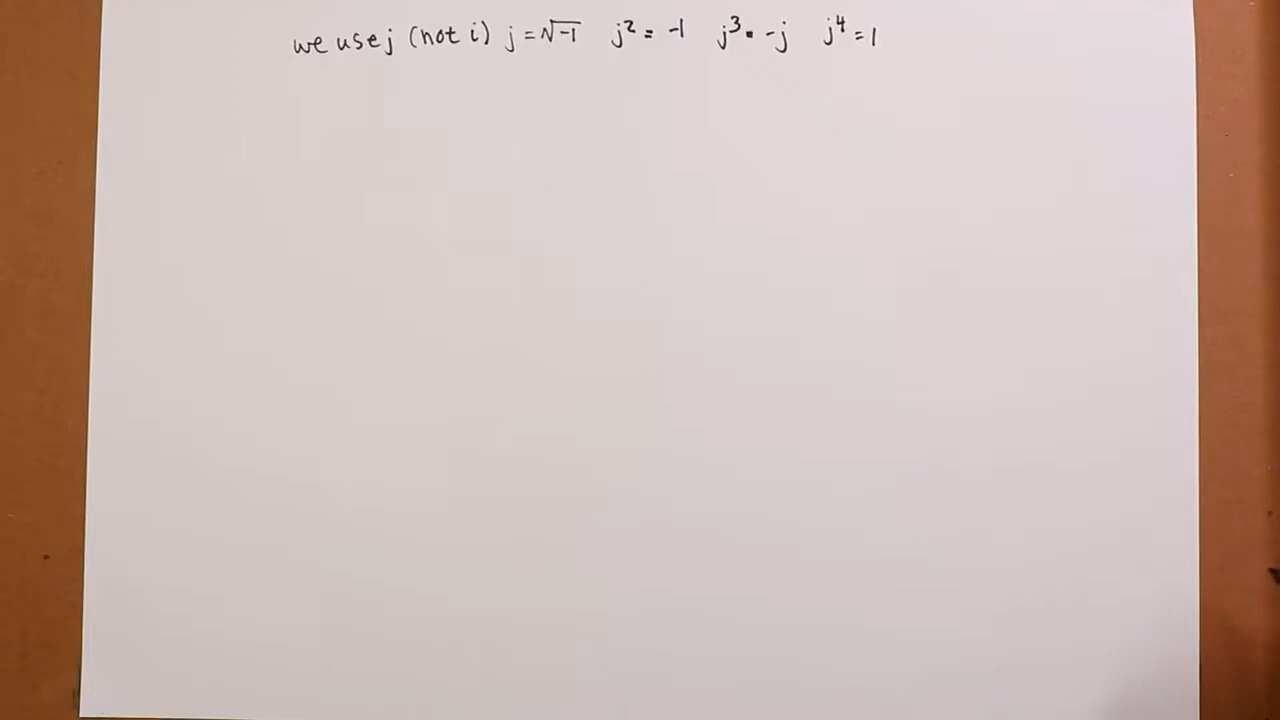 we use j (not i) j = √-1 j² = -1 j³ = -j j⁴ = 1